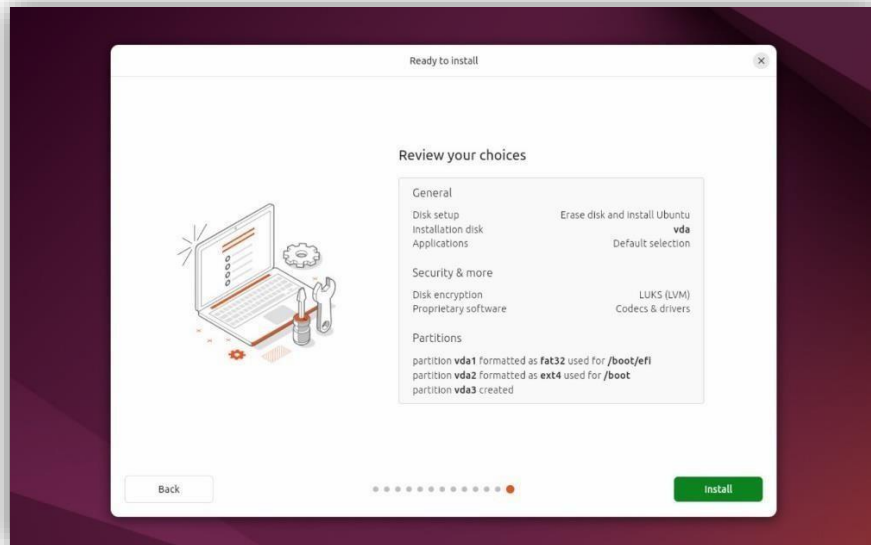 Ready to install
Review your choices
General
Disk setup Erase disk and install Ubuntu
Installation disk vda
Applications Default selection
Security & more
Disk encryption LUKS (LVM)
Proprietary software Codecs & drivers
Partitions
partition vda1 formatted as fat32 used for /boot/efi
partition vda2 formatted as ext4 used for /boot
partition vda3 created
Back Install